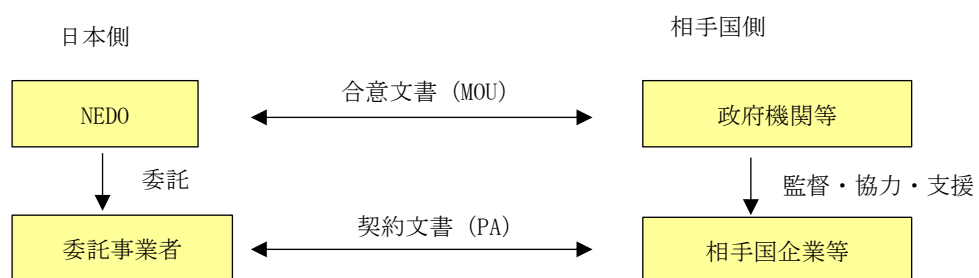 日本側
相手国側
合意文書 (MOU)
NEDO
政府機関等
委託
監督・協力・支援
契約文書 (PA)
委託事業者
相手国企業等